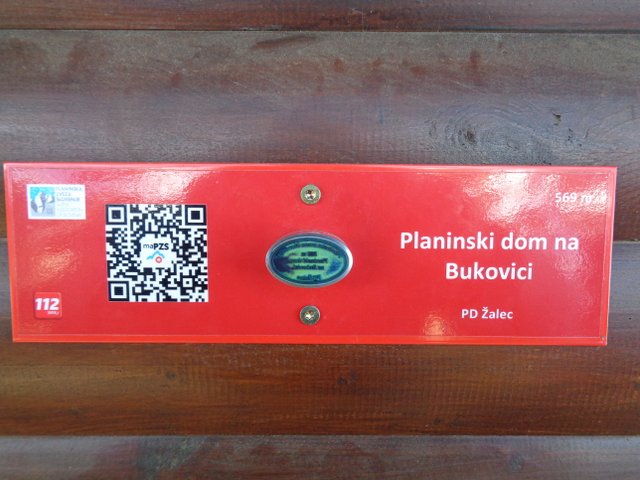 569 m
maPZS
Planinski dom na
Bukovici
PD Žalec
112